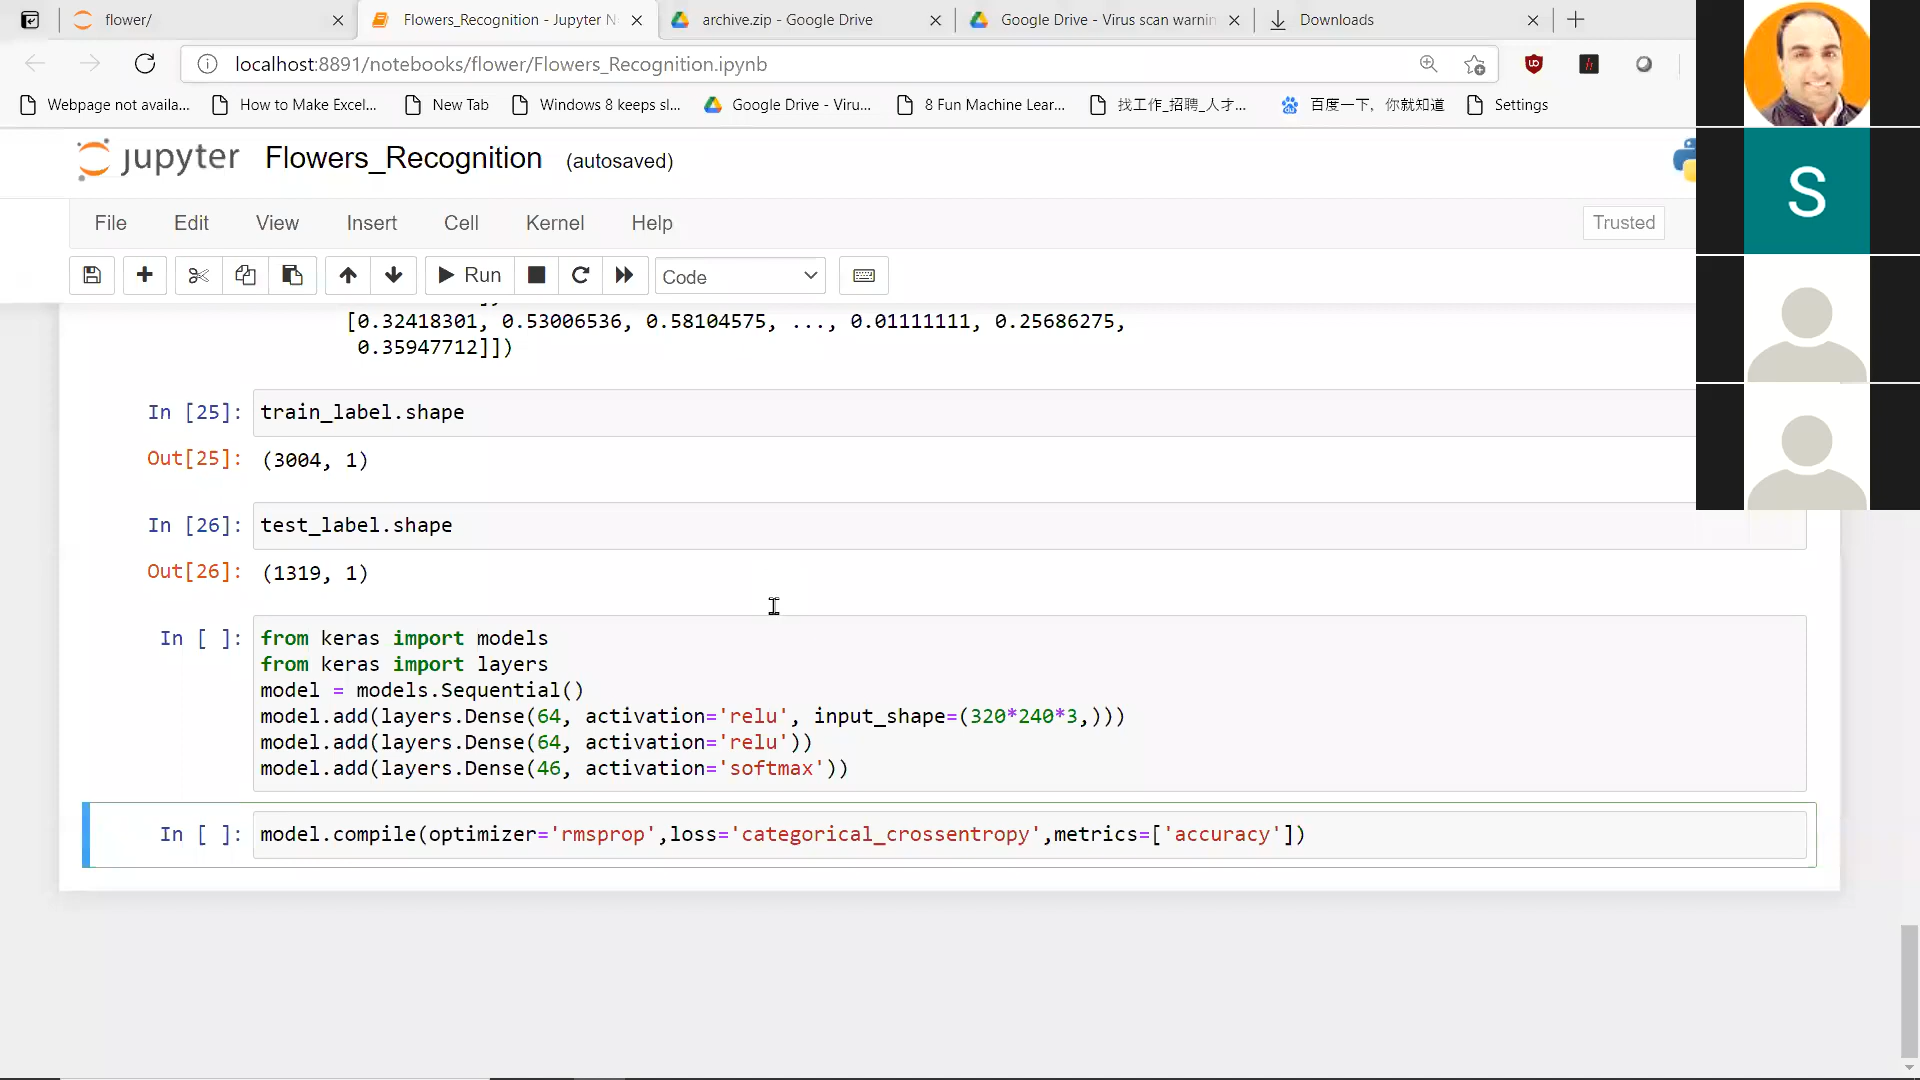 flower/
Flowers_Recognition - Jupyter N
archive.zip - Google Drive
Google Drive - Virus scan warnin
Downloads
localhost:8891/notebooks/flower/Flowers_Recognition.ipynb
Webpage not availa...
How to Make Excel...
New Tab
Windows 8 keeps sl...
Google Drive - Viru...
8 Fun Machine Lear...
找工作_招聘_人才...
百度一下，你就知道
Settings
jupyter Flowers_Recognition (autosaved)
File Edit View Insert Cell Kernel Help
Trusted
Run
Code
S
[0.32418301, 0.53006536, 0.58104575, ..., 0.01111111, 0.25686275,
0.35947712]])
In [25]: train_label.shape
Out[25]: (3004, 1)
In [26]: test_label.shape
Out[26]: (1319, 1)
In [ ]: from keras import models
from keras import layers
model = models.Sequential()
model.add(layers.Dense(64, activation='relu', input_shape=(320*240*3,)))
model.add(layers.Dense(64, activation='relu'))
model.add(layers.Dense(46, activation='softmax'))
In [ ]: model.compile(optimizer='rmsprop',loss='categorical_crossentropy',metrics=['accuracy'])